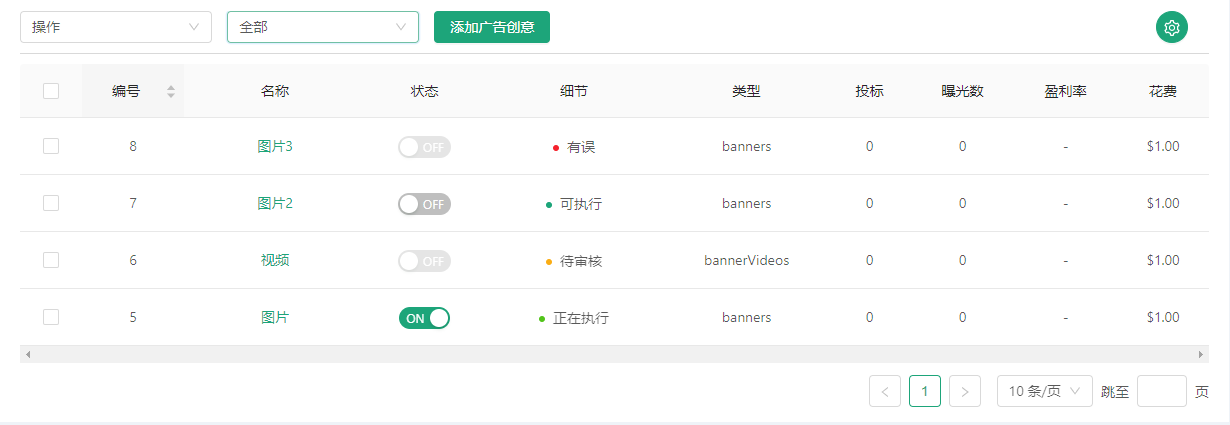 操作 全部 添加广告创意
编号 名称 状态 细节 类型 投标 曝光数 盈利率 花费
8 图片3 OFF 有误 banners 0 0 - $1.00
7 图片2 OFF 可执行 banners 0 0 - $1.00
6 视频 OFF 待审核 bannerVideos 0 0 - $1.00
5 图片 ON 正在执行 banners 0 0 - $1.00
< 1 > 10 条/页 跳至 页